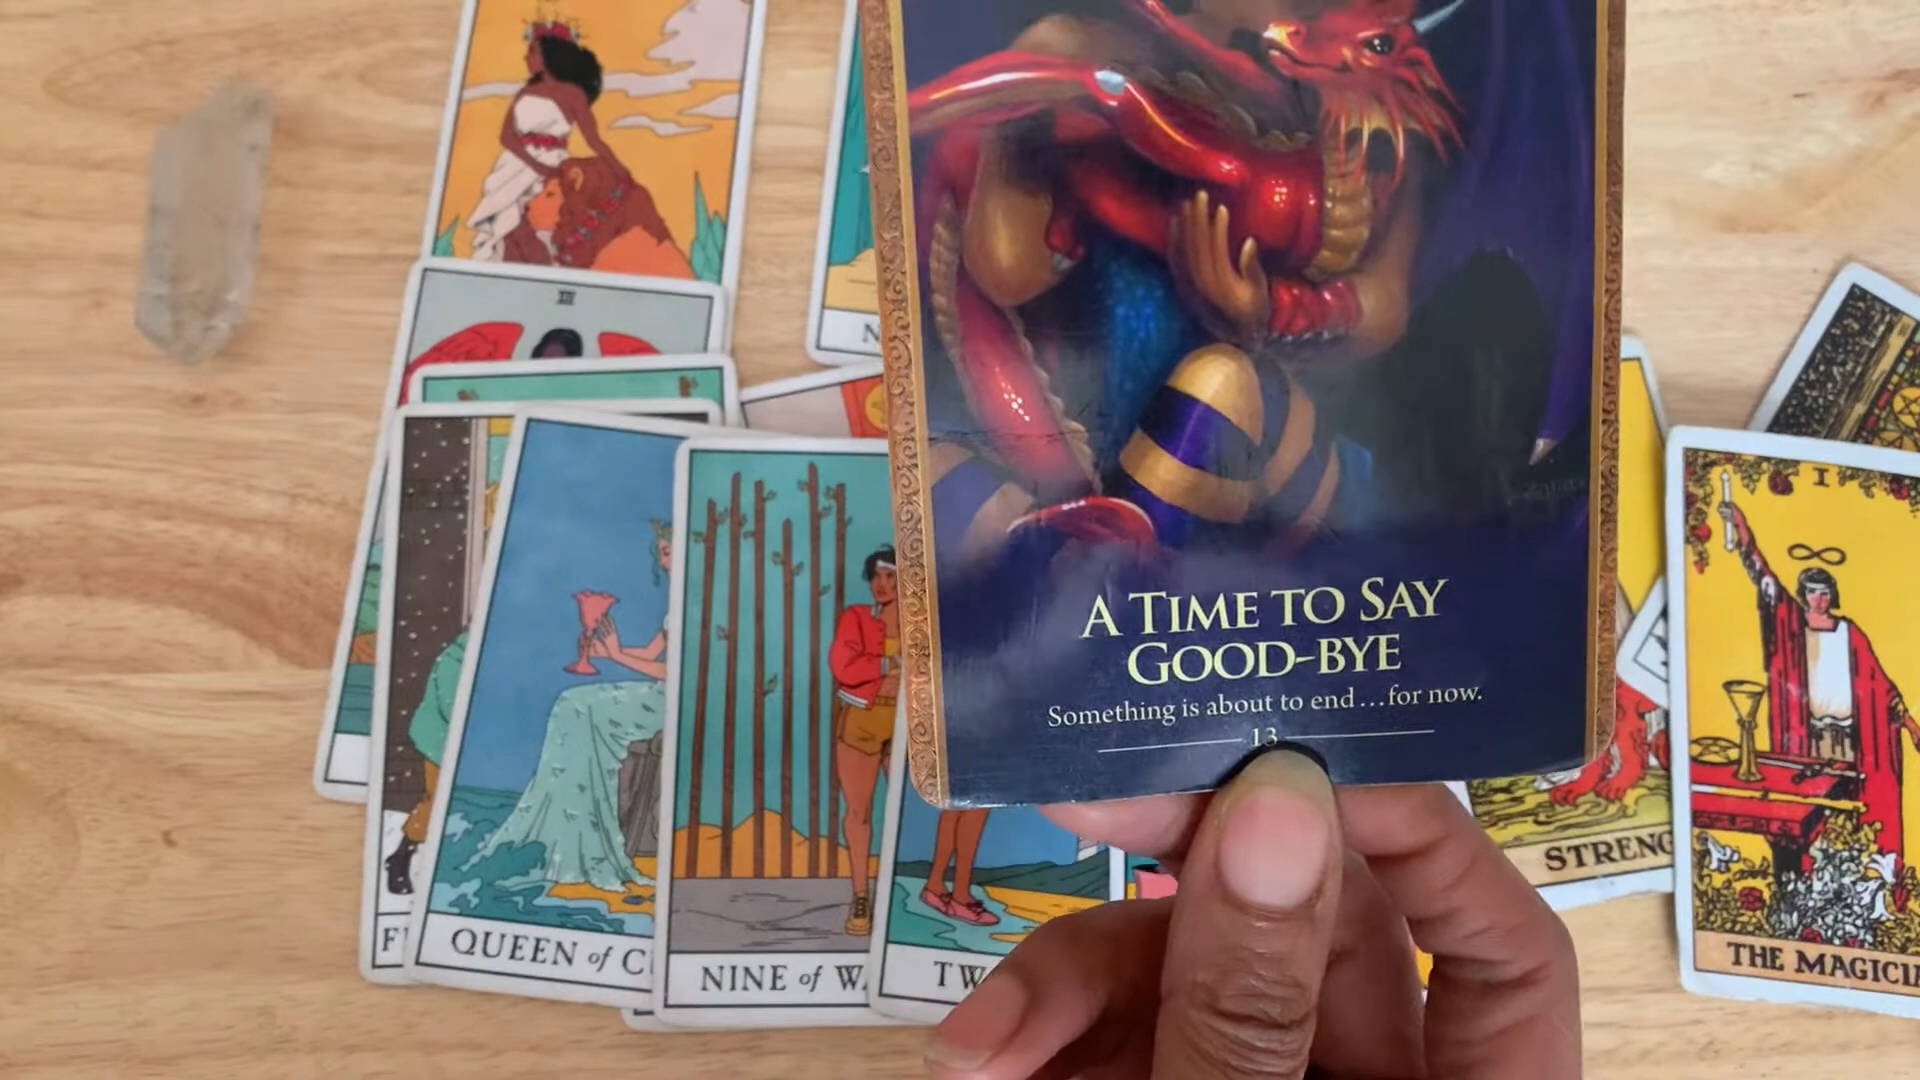 A TIME TO SAY
GOOD-BYE
Something is about to end...for now.
13
QUEEN of C
NINE of W
TW
STRENG
I
THE MAGICI